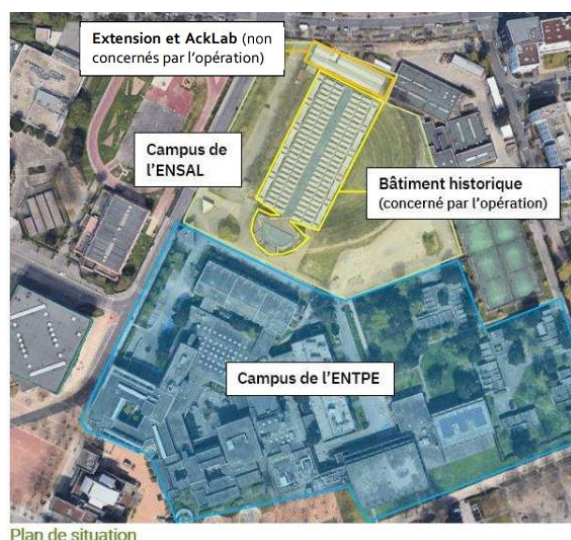 Extension et AckLab (non
concernés par l'opération)
Campus de
l'ENSAL
Bâtiment historique
(concerné par l'opération)
Campus de l'ENTPE
Plan de situation